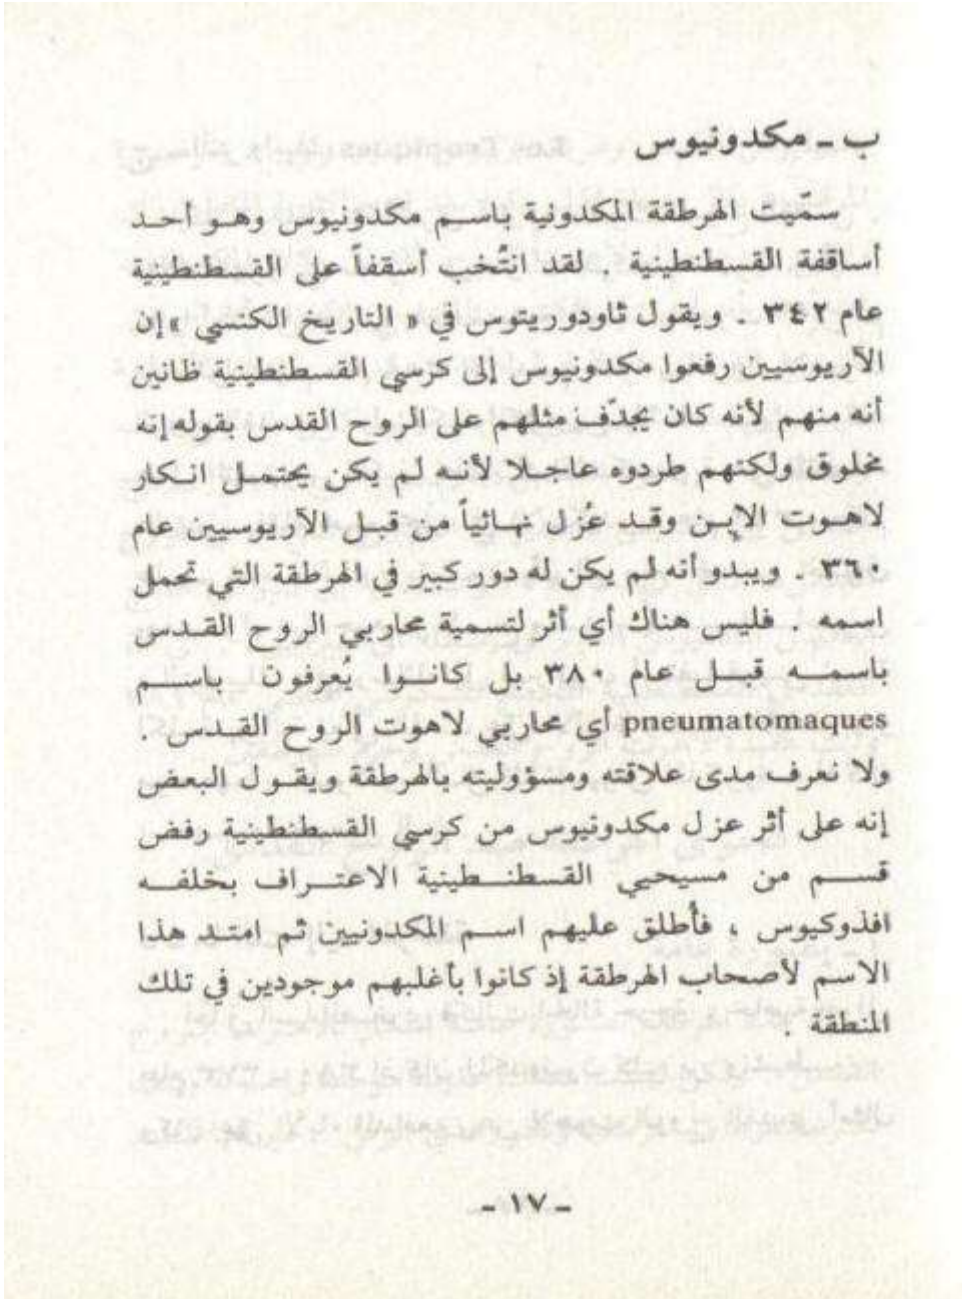 ب - مكدونيوس
سمّيت الهرطقة المكدونية باسم مكدونيوس وهو أحد
أساقفة القسطنطينية . لقد انتُخب أسقفاً على القسطنطينية
عام ٣٤٢ . ويقول ثاودوريتوس في « التاريخ الكنسي » إن
الآريوسيين رفعوا مكدونيوس إلى كرسي القسطنطينية ظانين
أنه منهم لأنه كان يجدّف مثلهم على الروح القدس بقوله إنه
مخلوق ولكنهم طردوه عاجلا لأنه لم يكن يحتمل انكار
لاهوت الإبن وقد عُزل نهائياً من قبل الآريوسيين عام
٣٦٠ . ويبدو أنه لم يكن له دور كبير في الهرطقة التي تحمل
اسمه . فليس هناك أي أثر لتسمية محاربي الروح القدس
باسمه قبل عام ٣٨٠ بل كانوا يُعرفون باسم
pneumatomaques أي محاربي لاهوت الروح القدس .
ولا نعرف مدى علاقته ومسؤوليته بالهرطقة ويقول البعض
إنه على أثر عزل مكدونيوس من كرسي القسطنطينية رفض
قسم من مسيحيي القسطنطينية الاعتراف بخلفه
افذوكيوس ، فأُطلق عليهم اسم المكدونيين ثم امتد هذا
الاسم لأصحاب الهرطقة إذ كانوا بأغلبهم موجودين في تلك
المنطقة .
- ١٧ -